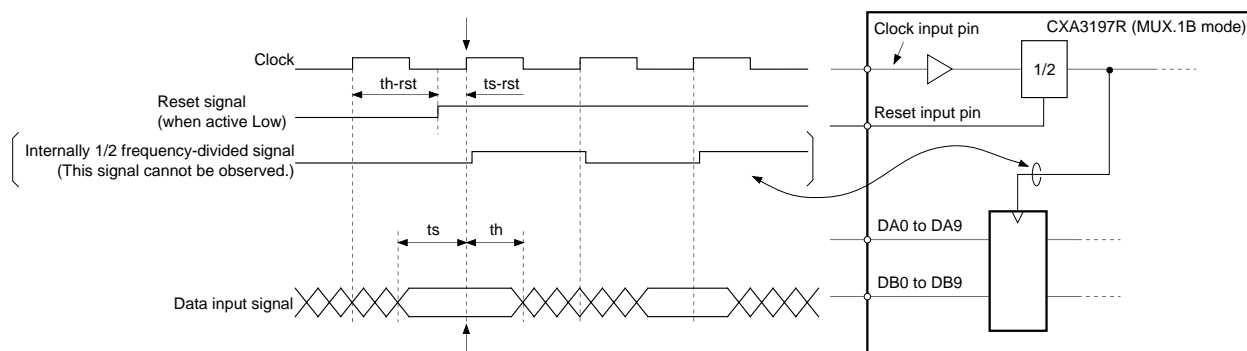 Clock
th-rst
ts-rst
Reset signal
(when active Low)
Internally 1/2 frequency-divided signal
(This signal cannot be observed.)
ts
th
Data input signal
CXA3197R (MUX.1B mode)
Clock input pin
1/2
Reset input pin
DA0 to DA9
DB0 to DB9